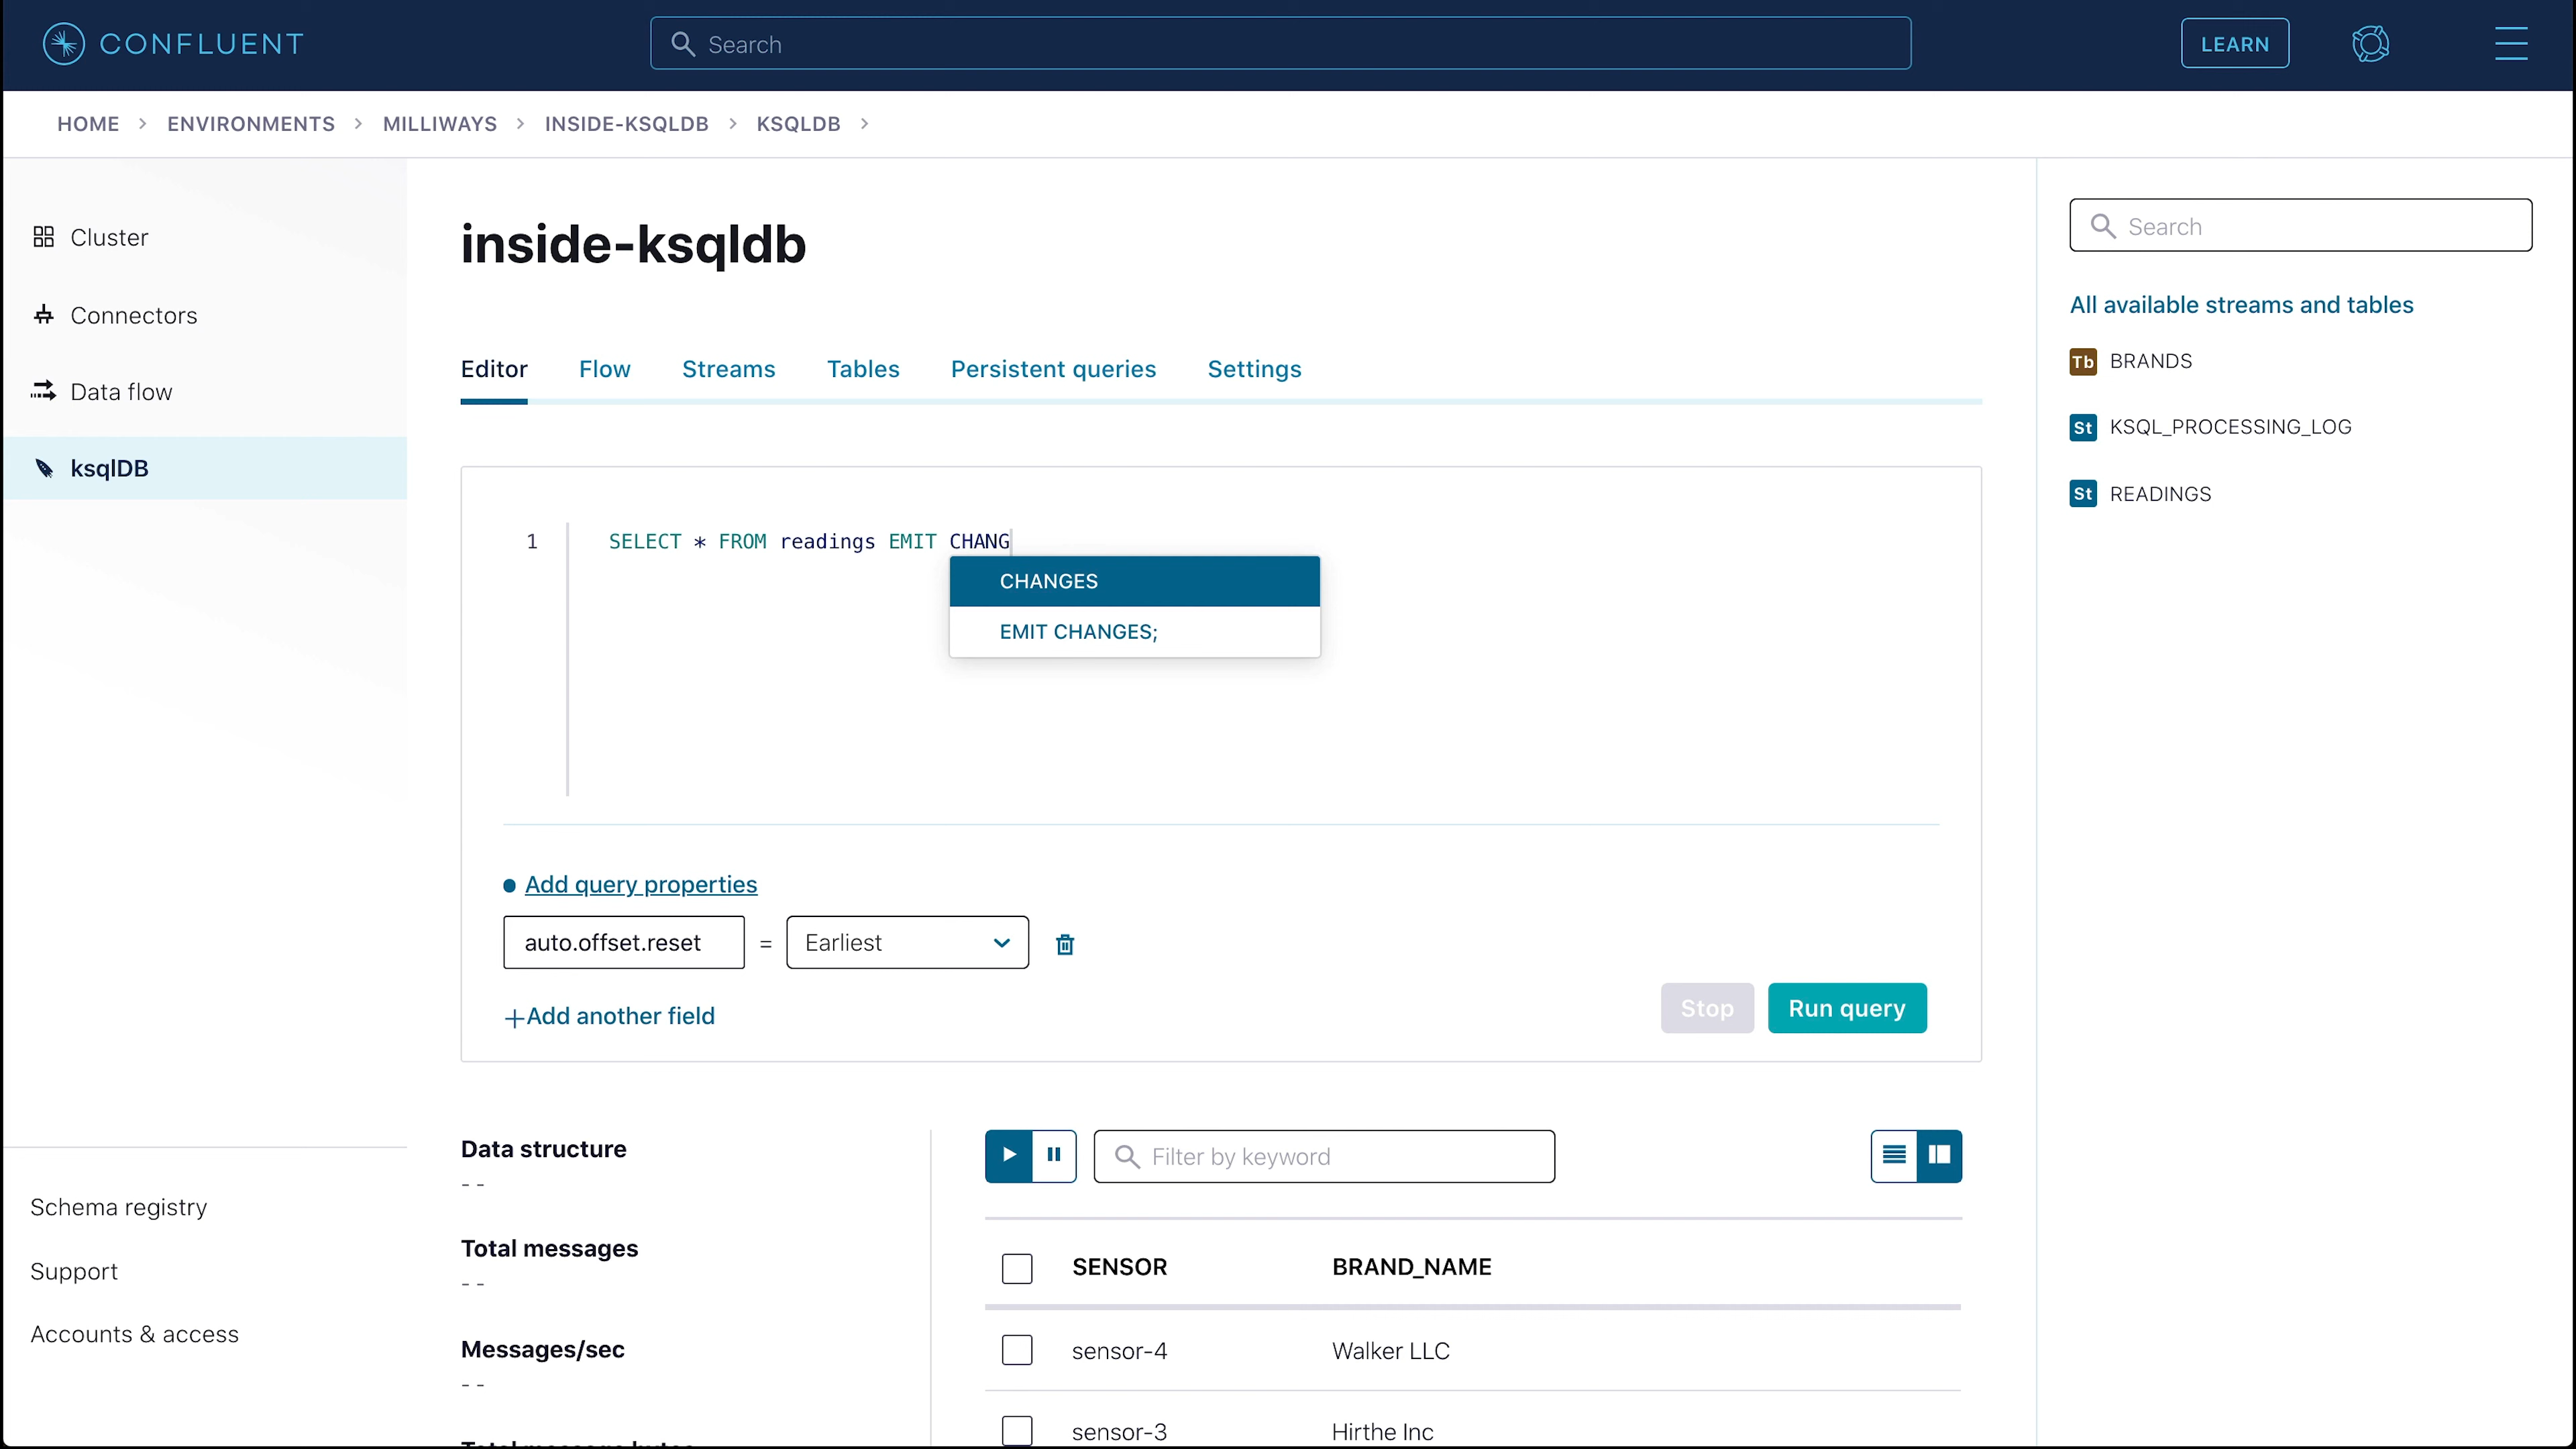 CONFLUENT
Search
LEARN
HOME > ENVIRONMENTS > MILLIWAYS > INSIDE-KSQLDB > KSQLDB >
Cluster
Connectors
Data flow
ksqlDB
Schema registry
Support
Accounts & access
inside-ksqldb
Editor Flow Streams Tables Persistent queries Settings
1 SELECT * FROM readings EMIT CHANG
CHANGES
EMIT CHANGES;
Add query properties
auto.offset.reset = Earliest
+Add another field
Stop Run query
Data structure
- -
Total messages
- -
Messages/sec
- -
Filter by keyword
SENSOR BRAND_NAME
sensor-4 Walker LLC
sensor-3 Hirthe Inc
Search
All available streams and tables
Tb BRANDS
St KSQL_PROCESSING_LOG
St READINGS